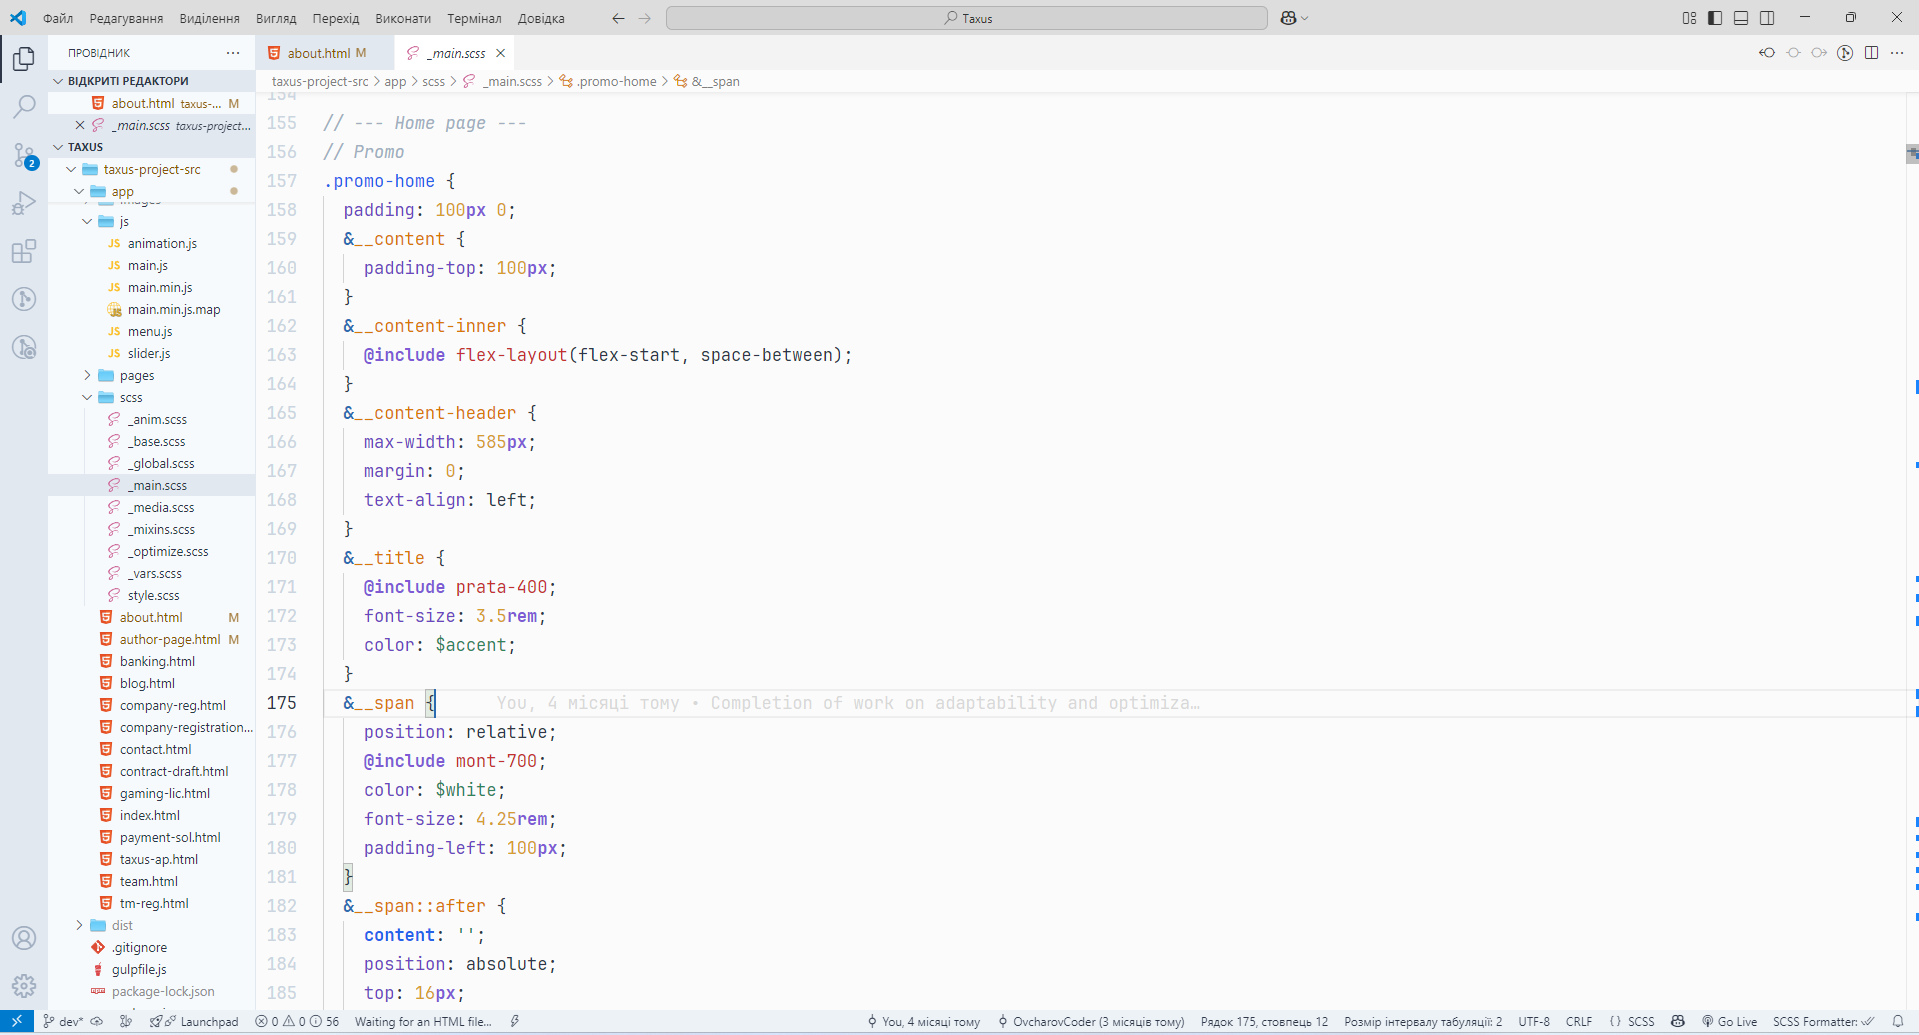 Файл Редагування Виділення Вигляд Перехід Виконати Термінал Довідка Taxus
ПРОВІДНИК
ВІДКРИТІ РЕДАКТОРИ
about.html taxus-... M
_main.scss taxus-project...
TAXUS
taxus-project-src
app
images
js
animation.js
main.js
main.min.js
main.min.js.map
menu.js
slider.js
pages
scss
_anim.scss
_base.scss
_global.scss
_main.scss
_media.scss
_mixins.scss
_optimize.scss
_vars.scss
style.scss
about.html M
author-page.html M
banking.html
blog.html
company-reg.html
company-registration...
contact.html
contract-draft.html
gaming-lic.html
index.html
payment-sol.html
taxus-ap.html
team.html
tm-reg.html
dist
.gitignore
gulpfile.js
package-lock.json
2
about.html M
_main.scss
taxus-project-src > app > scss > _main.scss > .promo-home > &__span
154
155 // --- Home page ---
156 // Promo
157 .promo-home {
158 padding: 100px 0;
159 &__content {
160 padding-top: 100px;
161 }
162 &__content-inner {
163 @include flex-layout(flex-start, space-between);
164 }
165 &__content-header {
166 max-width: 585px;
167 margin: 0;
168 text-align: left;
169 }
170 &__title {
171 @include prata-400;
172 font-size: 3.5rem;
173 color: $accent;
174 }
175 &__span { You, 4 місяці тому • Completion of work on adaptability and optimiza…
176 position: relative;
177 @include mont-700;
178 color: $white;
179 font-size: 4.25rem;
180 padding-left: 100px;
181 }
182 &__span::after {
183 content: '';
184 position: absolute;
185 top: 16px;
dev* Launchpad 0 0 56 Waiting for an HTML file... You, 4 місяці тому OvcharovCoder (3 місяців тому) Рядок 175, стовпець 12 Розмір інтервалу табуляції: 2 UTF-8 CRLF { } SCSS Go Live SCSS Formatter: